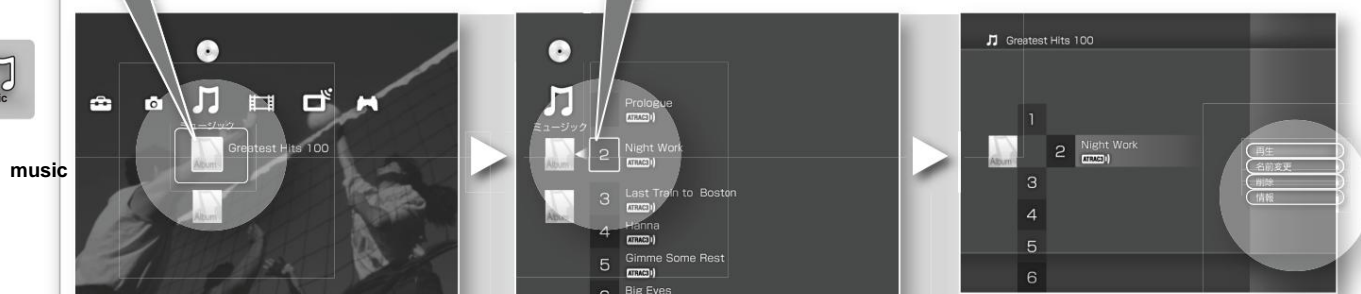 ic
music
ミュージック
Greatest Hits 100
Album
Album
ミュージック
Album
Album
Prologue
ATRAC3
2
Night Work
ATRAC3
3
Last Train to Boston
ATRAC3
4
Hanna
ATRAC3
5
Gimme Some Rest
ATRAC3
Big Eyes
Greatest Hits 100
Album
1
2
Night Work
ATRAC3
3
4
5
6
再生
名前変更
削除
情報